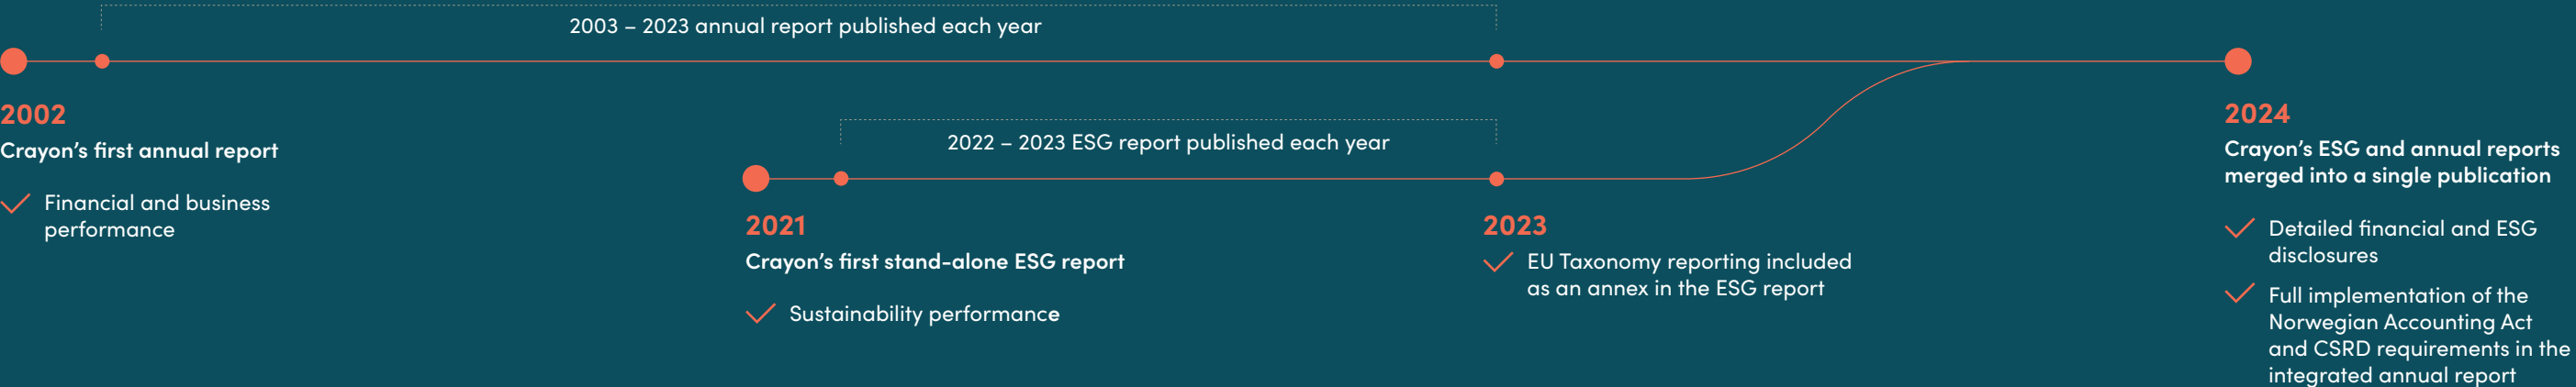 2003 – 2023 annual report published each year
2002
Crayon's first annual report
Financial and business
performance
2022 – 2023 ESG report published each year
2021
Crayon's first stand-alone ESG report
Sustainability performance
2023
EU Taxonomy reporting included
as an annex in the ESG report
2024
Crayon's ESG and annual reports
merged into a single publication
Detailed financial and ESG
disclosures
Full implementation of the
Norwegian Accounting Act
and CSRD requirements in the
integrated annual report